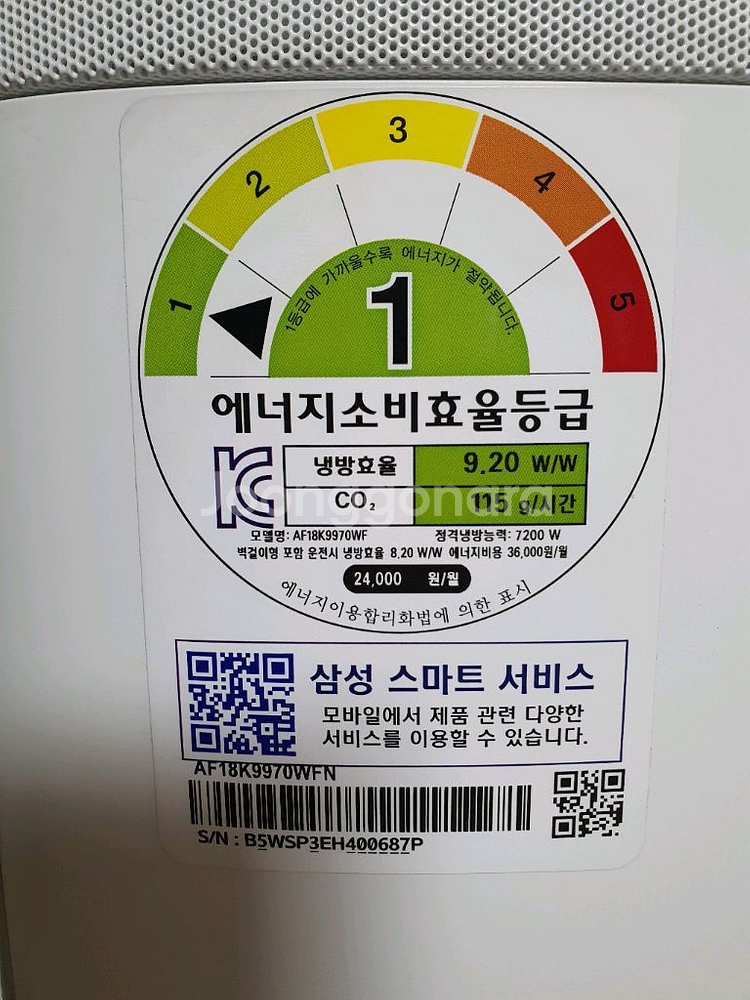 1
2
3
4
5
1등급에 가까울수록 에너지가 절약됩니다.
1
에너지소비효율등급
냉방효율 9.20 W/W
CO₂ 115 g/시간
Joonggonara
모델명: AF18K9970WF 정격냉방능력: 7200 W
벽걸이형 포함 운전시 냉방효율 8.20 W/W 에너지비용 36,000원/월
24,000 원/월
에너지이용합리화법에 의한 표시
삼성 스마트 서비스
모바일에서 제품 관련 다양한
서비스를 이용할 수 있습니다.
AF18K9970WFN
S/N : B5WSP3EH400687P